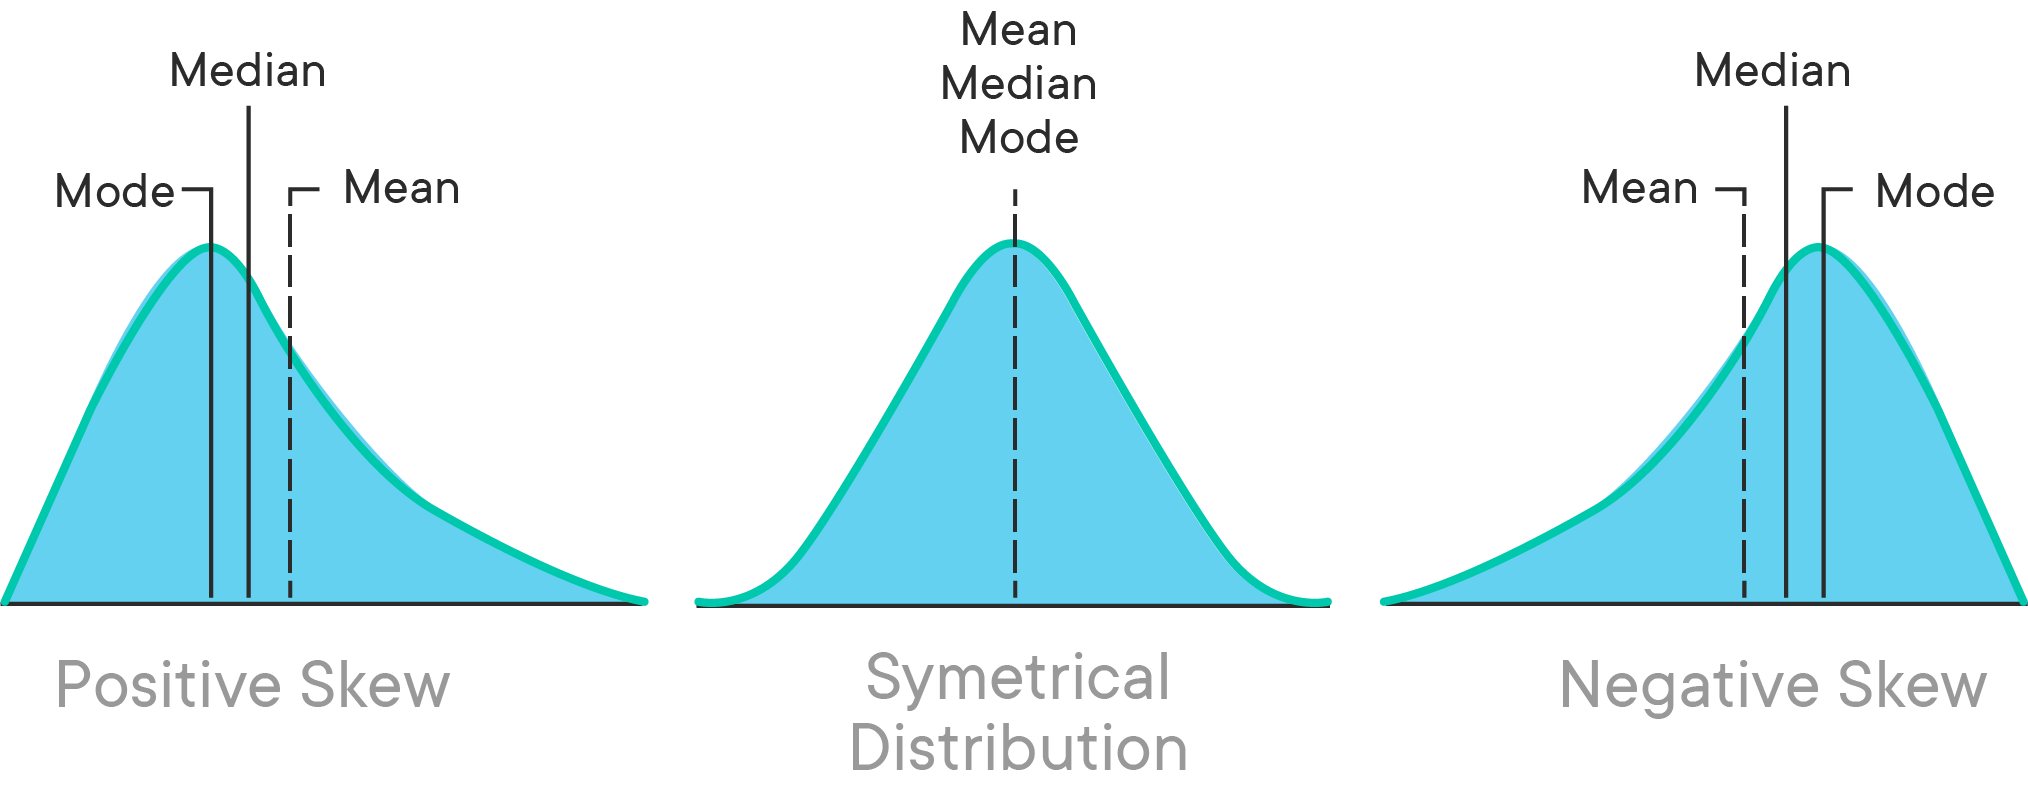 Median
Mode
Mean
Positive Skew
Mean
Median
Mode
Symetrical
Distribution
Median
Mean
Mode
Negative Skew